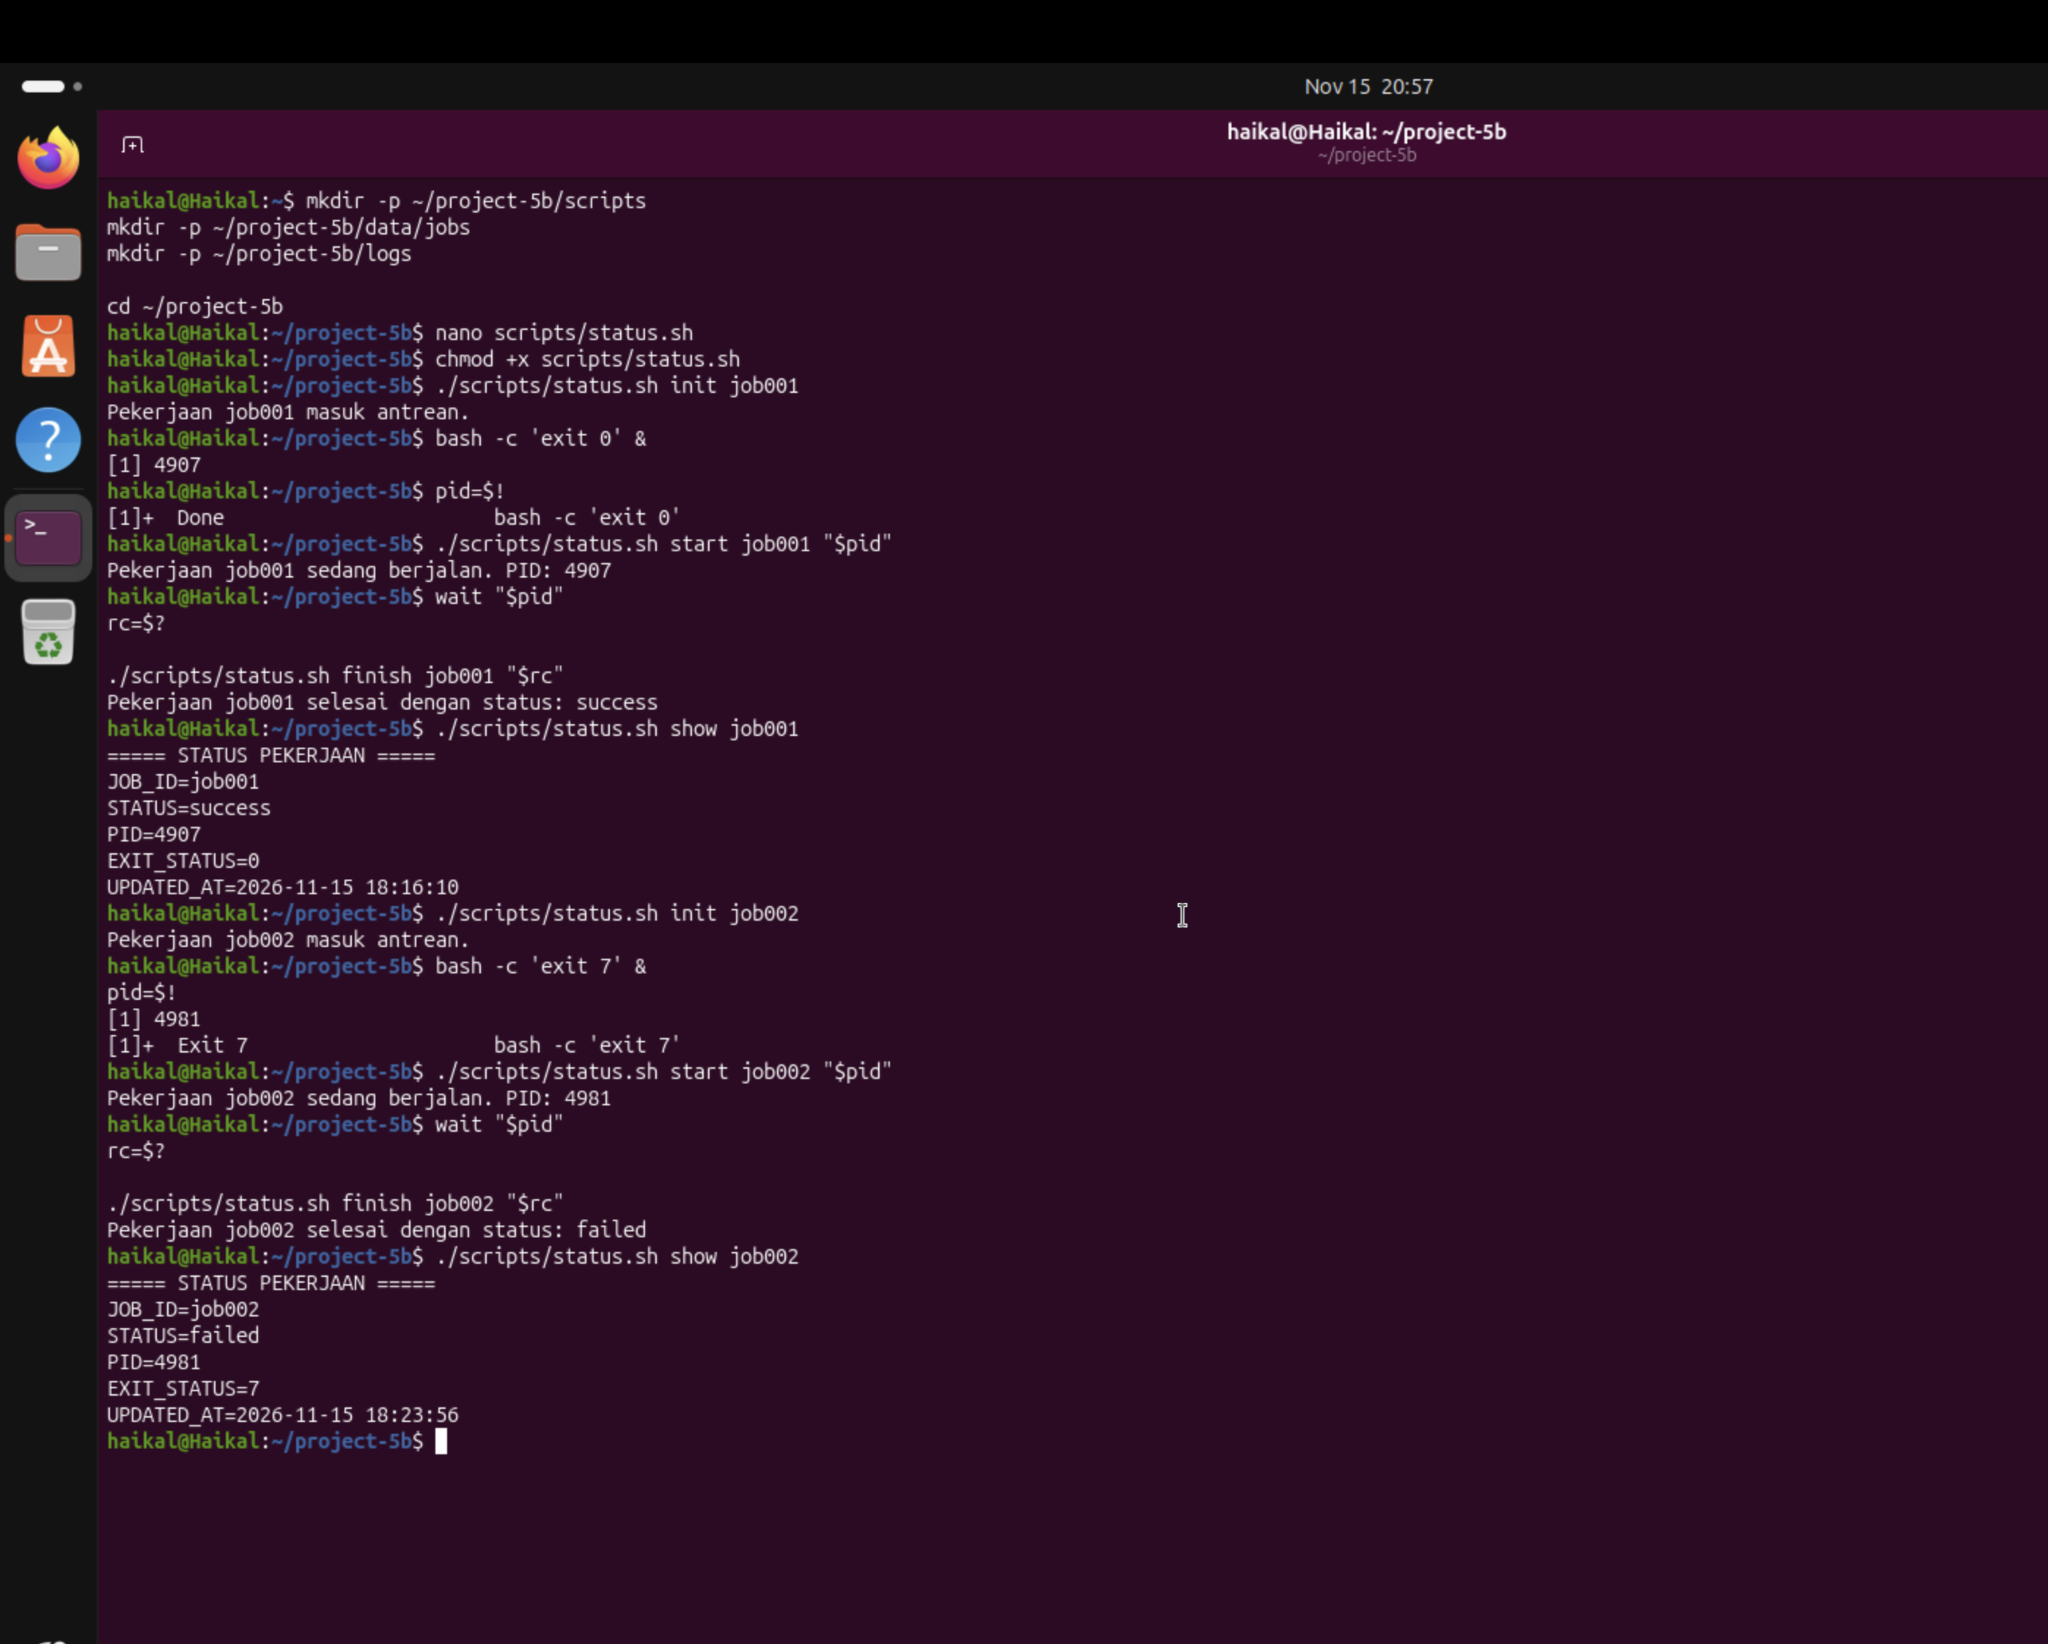 Nov 15 20:57
haikal@Haikal: ~/project-5b
~/project-5b
haikal@Haikal:~$ mkdir -p ~/project-5b/scripts
mkdir -p ~/project-5b/data/jobs
mkdir -p ~/project-5b/logs
cd ~/project-5b
haikal@Haikal:~/project-5b$ nano scripts/status.sh
haikal@Haikal:~/project-5b$ chmod +x scripts/status.sh
haikal@Haikal:~/project-5b$ ./scripts/status.sh init job001
Pekerjaan job001 masuk antrean.
haikal@Haikal:~/project-5b$ bash -c 'exit 0' &
[1] 4907
haikal@Haikal:~/project-5b$ pid=$!
[1]+  Done                       bash -c 'exit 0'
haikal@Haikal:~/project-5b$ ./scripts/status.sh start job001 "$pid"
Pekerjaan job001 sedang berjalan. PID: 4907
haikal@Haikal:~/project-5b$ wait "$pid"
rc=$?
./scripts/status.sh finish job001 "$rc"
Pekerjaan job001 selesai dengan status: success
haikal@Haikal:~/project-5b$ ./scripts/status.sh show job001
===== STATUS PEKERJAAN =====
JOB_ID=job001
STATUS=success
PID=4907
EXIT_STATUS=0
UPDATED_AT=2026-11-15 18:16:10
haikal@Haikal:~/project-5b$ ./scripts/status.sh init job002
Pekerjaan job002 masuk antrean.
haikal@Haikal:~/project-5b$ bash -c 'exit 7' &
pid=$!
[1] 4981
[1]+  Exit 7                     bash -c 'exit 7'
haikal@Haikal:~/project-5b$ ./scripts/status.sh start job002 "$pid"
Pekerjaan job002 sedang berjalan. PID: 4981
haikal@Haikal:~/project-5b$ wait "$pid"
rc=$?
./scripts/status.sh finish job002 "$rc"
Pekerjaan job002 selesai dengan status: failed
haikal@Haikal:~/project-5b$ ./scripts/status.sh show job002
===== STATUS PEKERJAAN =====
JOB_ID=job002
STATUS=failed
PID=4981
EXIT_STATUS=7
UPDATED_AT=2026-11-15 18:23:56
haikal@Haikal:~/project-5b$